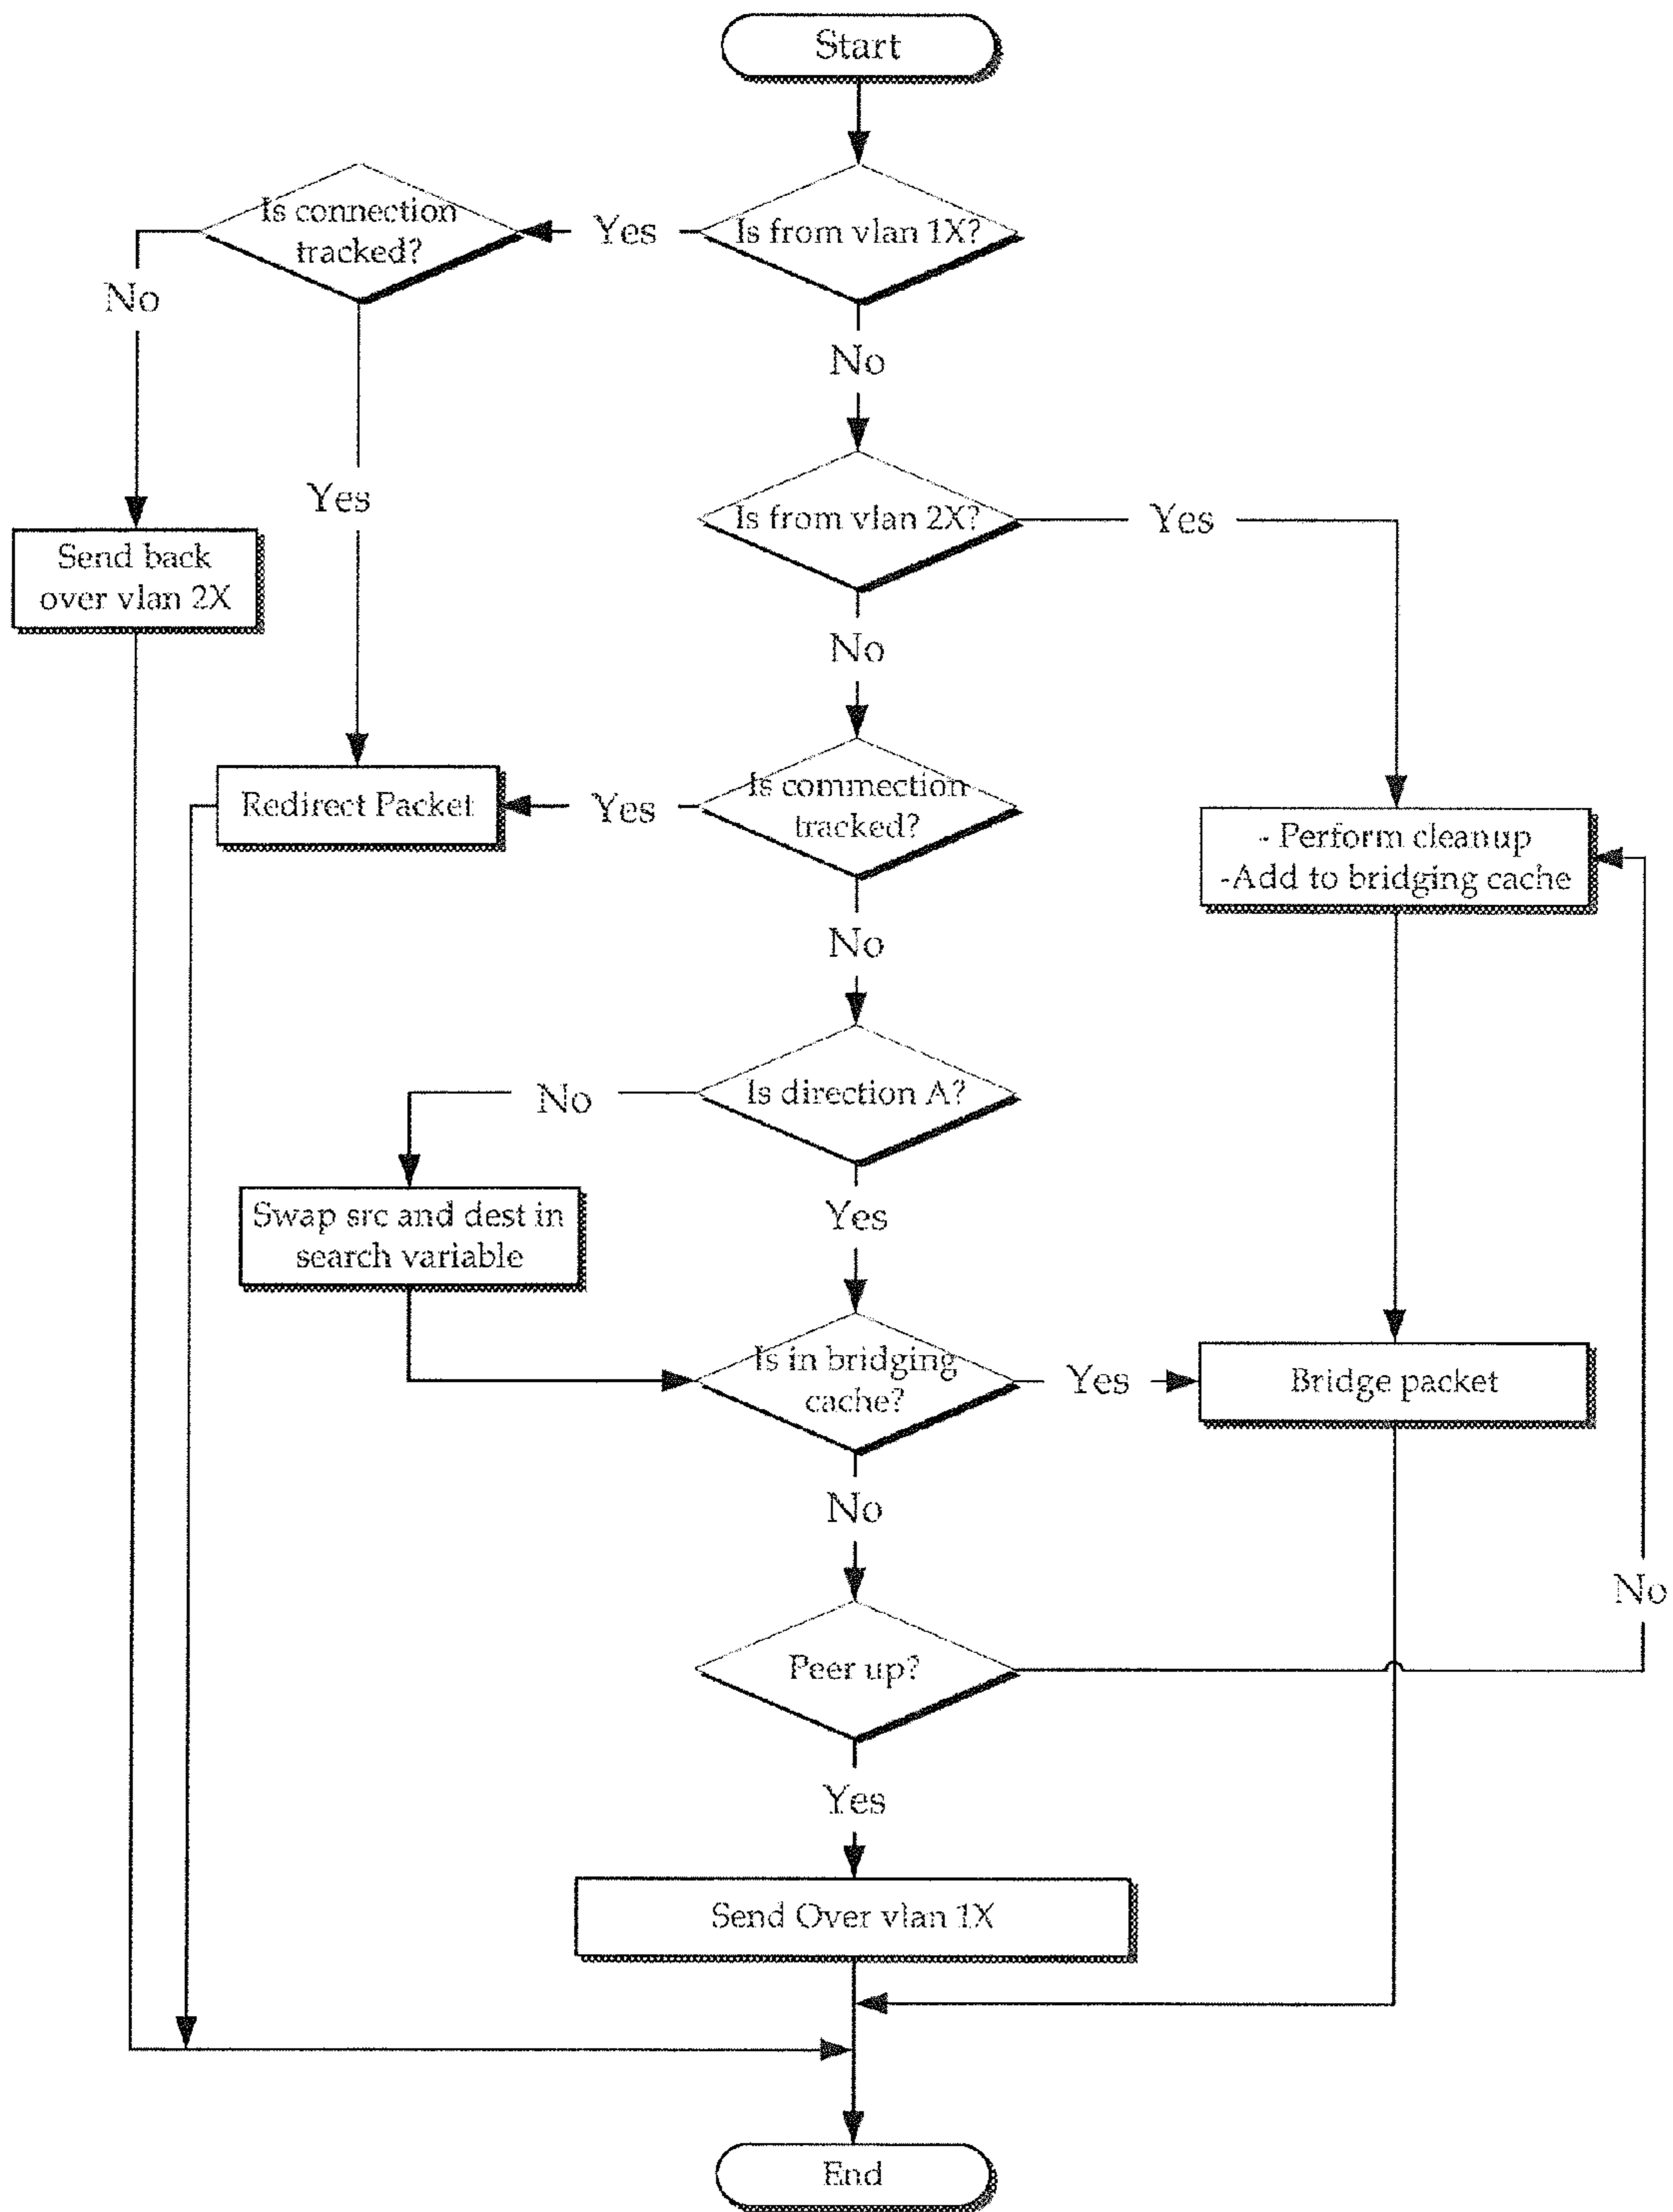 Start
Is from vlan 1X?
Yes
Is connection
tracked?
No
No
Yes
Is from vlan 2X?
Yes
Send back
over vlan 2X
No
Is commection
tracked?
Yes
Redirect Packet
- Perform cleanup
-Add to bridging cache
No
Is direction A?
No
Swap src and dest in
search variable
Yes
Is in bridging
cache?
Yes
Bridge packet
No
No
Peer up?
Yes
Send Over vlan 1X
End